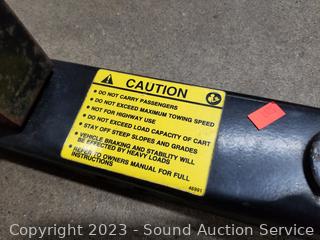 CAUTION
• DO NOT CARRY PASSENGERS
• DO NOT EXCEED MAXIMUM TOWING SPEED
• NOT FOR HIGHWAY USE
• DO NOT EXCEED LOAD CAPACITY OF CART
• STAY OFF STEEP SLOPES AND GRADES
• VEHICLE BRAKING AND STABILITY WILL
BE EFFECTED BY HEAVY LOADS
• REFER TO OWNERS MANUAL FOR FULL
INSTRUCTIONS
Copyright 2023 - Sound Auction Service